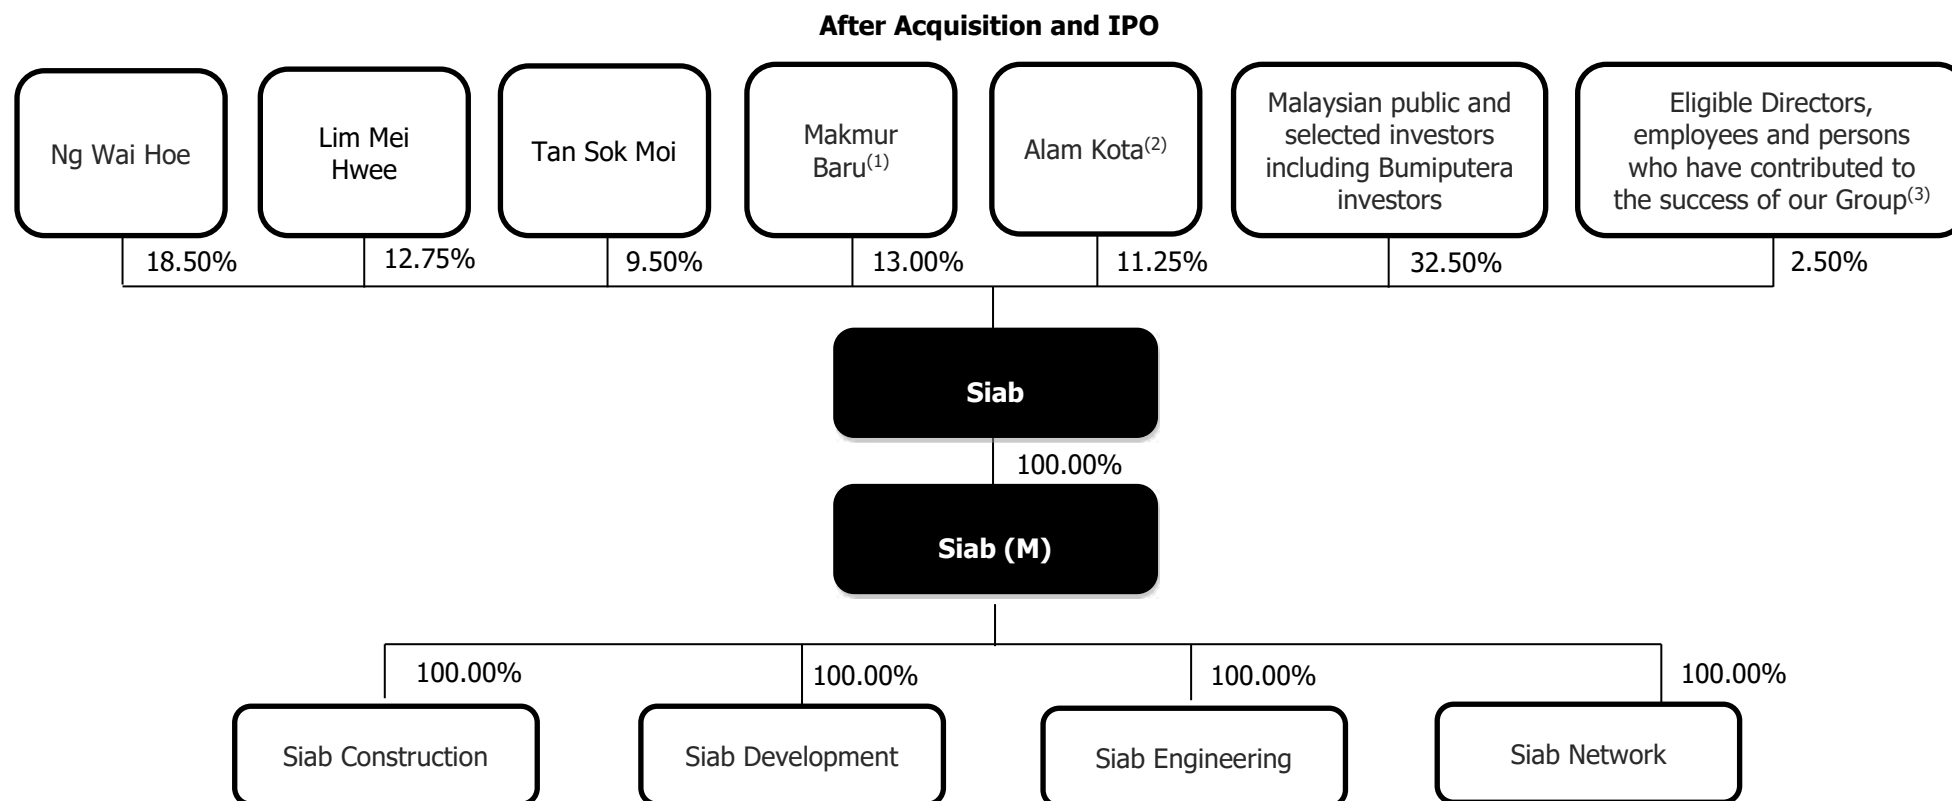 After Acquisition and IPO
Ng Wai Hoe
Lim Mei
Hwee
Tan Sok Moi
Makmur
Baru(1)
Alam Kota(2)
Malaysian public and
selected investors
including Bumiputera
investors
Eligible Directors,
employees and persons
who have contributed to
the success of our Group(3)
18.50%
12.75%
9.50%
13.00%
11.25%
32.50%
2.50%
Siab
100.00%
Siab (M)
100.00%
100.00%
100.00%
100.00%
Siab Construction
Siab Development
Siab Engineering
Siab Network